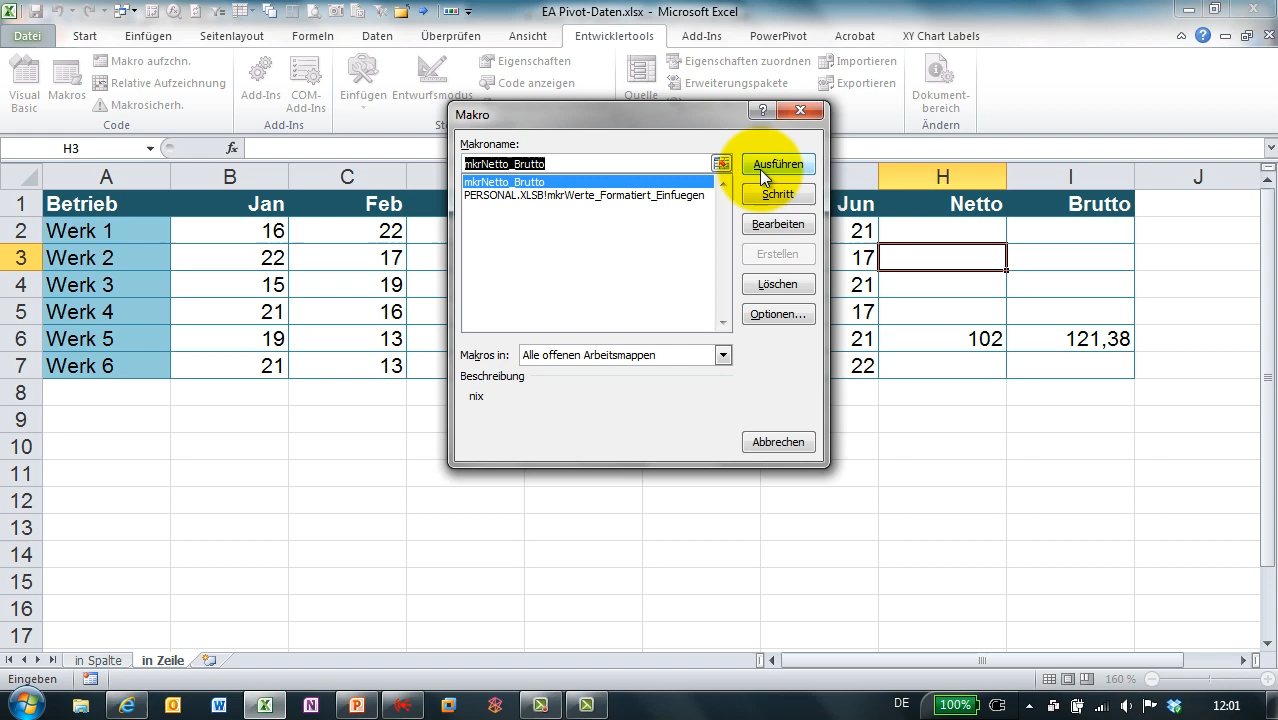 EA Pivot-Daten.xlsx - Microsoft Excel
Datei Start Einfügen Seitenlayout Formeln Daten Überprüfen Ansicht Entwicklertools Add-Ins PowerPivot Acrobat XY Chart Labels
Visual Basic
Makros
Makro aufzchn.
Relative Aufzeichnung
Makrosicherh.
Code
Add-Ins
COM-Add-Ins
Add-Ins
Einfügen
Entwurfsmodus
Eigenschaften
Code anzeigen
Quelle
Eigenschaften zuordnen
Erweiterungspakete
Importieren
Exportieren
Dokument-
bereich
Ändern
H3
fx
A B C H I J
1 Betrieb Jan Feb Jun Netto Brutto
2 Werk 1 16 22 21
3 Werk 2 22 17 17
4 Werk 3 15 19 21
5 Werk 4 21 16 17
6 Werk 5 19 13 21 102 121,38
7 Werk 6 21 13 22
8
9
10
11
12
13
14
15
16
17
Makro
Makroname:
mkrNetto_Brutto
mkrNetto_Brutto
PERSONAL.XLSB!mkrWerte_Formatiert_Einfuegen
Ausführen
Schritt
Bearbeiten
Erstellen
Löschen
Optionen...
Makros in: Alle offenen Arbeitsmappen
Beschreibung
nix
Abbrechen
in Spalte in Zeile
Eingeben
160 %
DE 100% 12:01